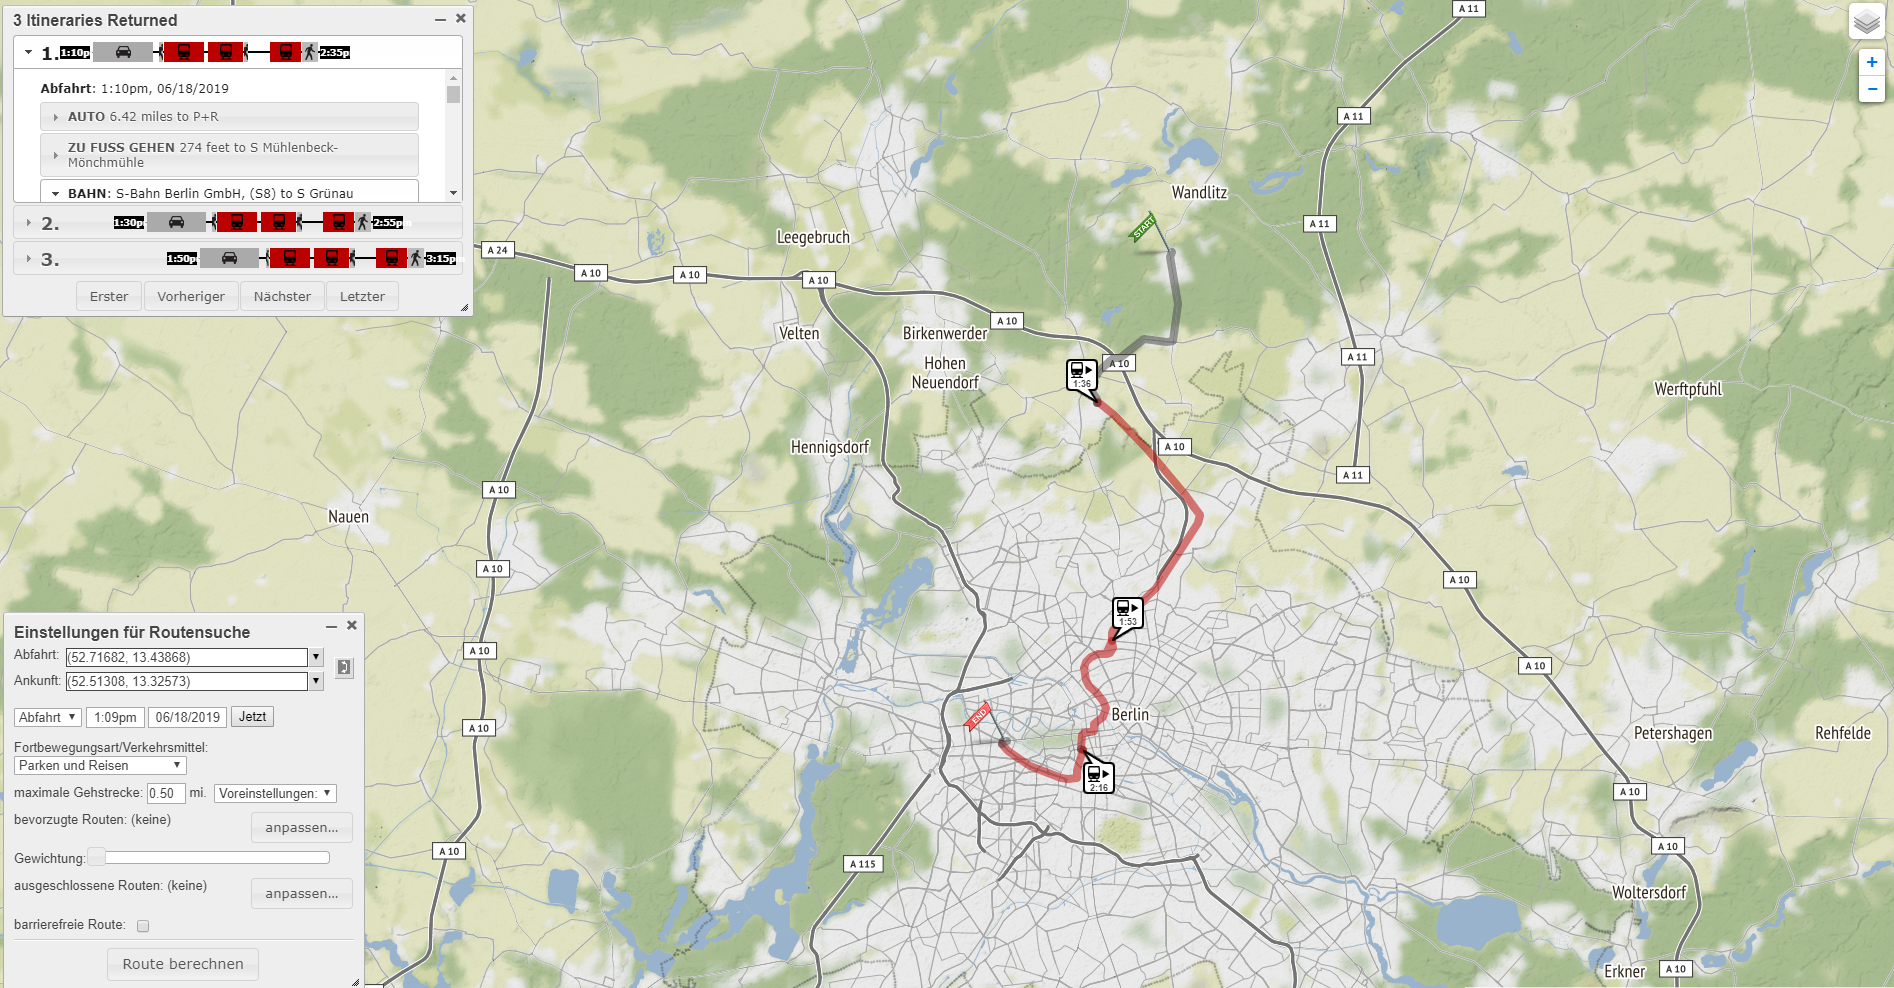 3 Itineraries Returned
1. 1:10p 2:35p
Abfahrt: 1:10pm, 06/18/2019
AUTO 6.42 miles to P+R
ZU FUSS GEHEN 274 feet to S Mühlenbeck-
Mönchmühle
BAHN: S-Bahn Berlin GmbH, (S8) to S Grünau
2. 1:30p 2:55p
3. 1:50p 3:15p
Erster Vorheriger Nächster Letzter
Einstellungen für Routensuche
Abfahrt: (52.71682, 13.43868)
Ankunft: (52.51308, 13.32573)
Abfahrt 1:09pm 06/18/2019 Jetzt
Fortbewegungsart/Verkehrsmittel:
Parken und Reisen
maximale Gehstrecke: 0.50 mi. Voreinstellungen:
bevorzugte Routen: (keine) anpassen...
Gewichtung:
ausgeschlossene Routen: (keine) anpassen...
barrierefreie Route:
Route berechnen
A 11
+
−
A 11
Wandlitz
START
A 11
Leegebruch
A 24
A 10
A 10
A 10
A 10
Velten
Birkenwerder
A 10
A 11
Hohen
Neuendorf
1:36
Werftpfuhl
Hennigsdorf
A 10
A 11
A 10
Nauen
A 10
A 10
1:53
A 10
A 10
END
Berlin
A 10
Petershagen
Rehfelde
2:16
A 10
A 10
A 115
A 10
Woltersdorf
Erkner
A 10